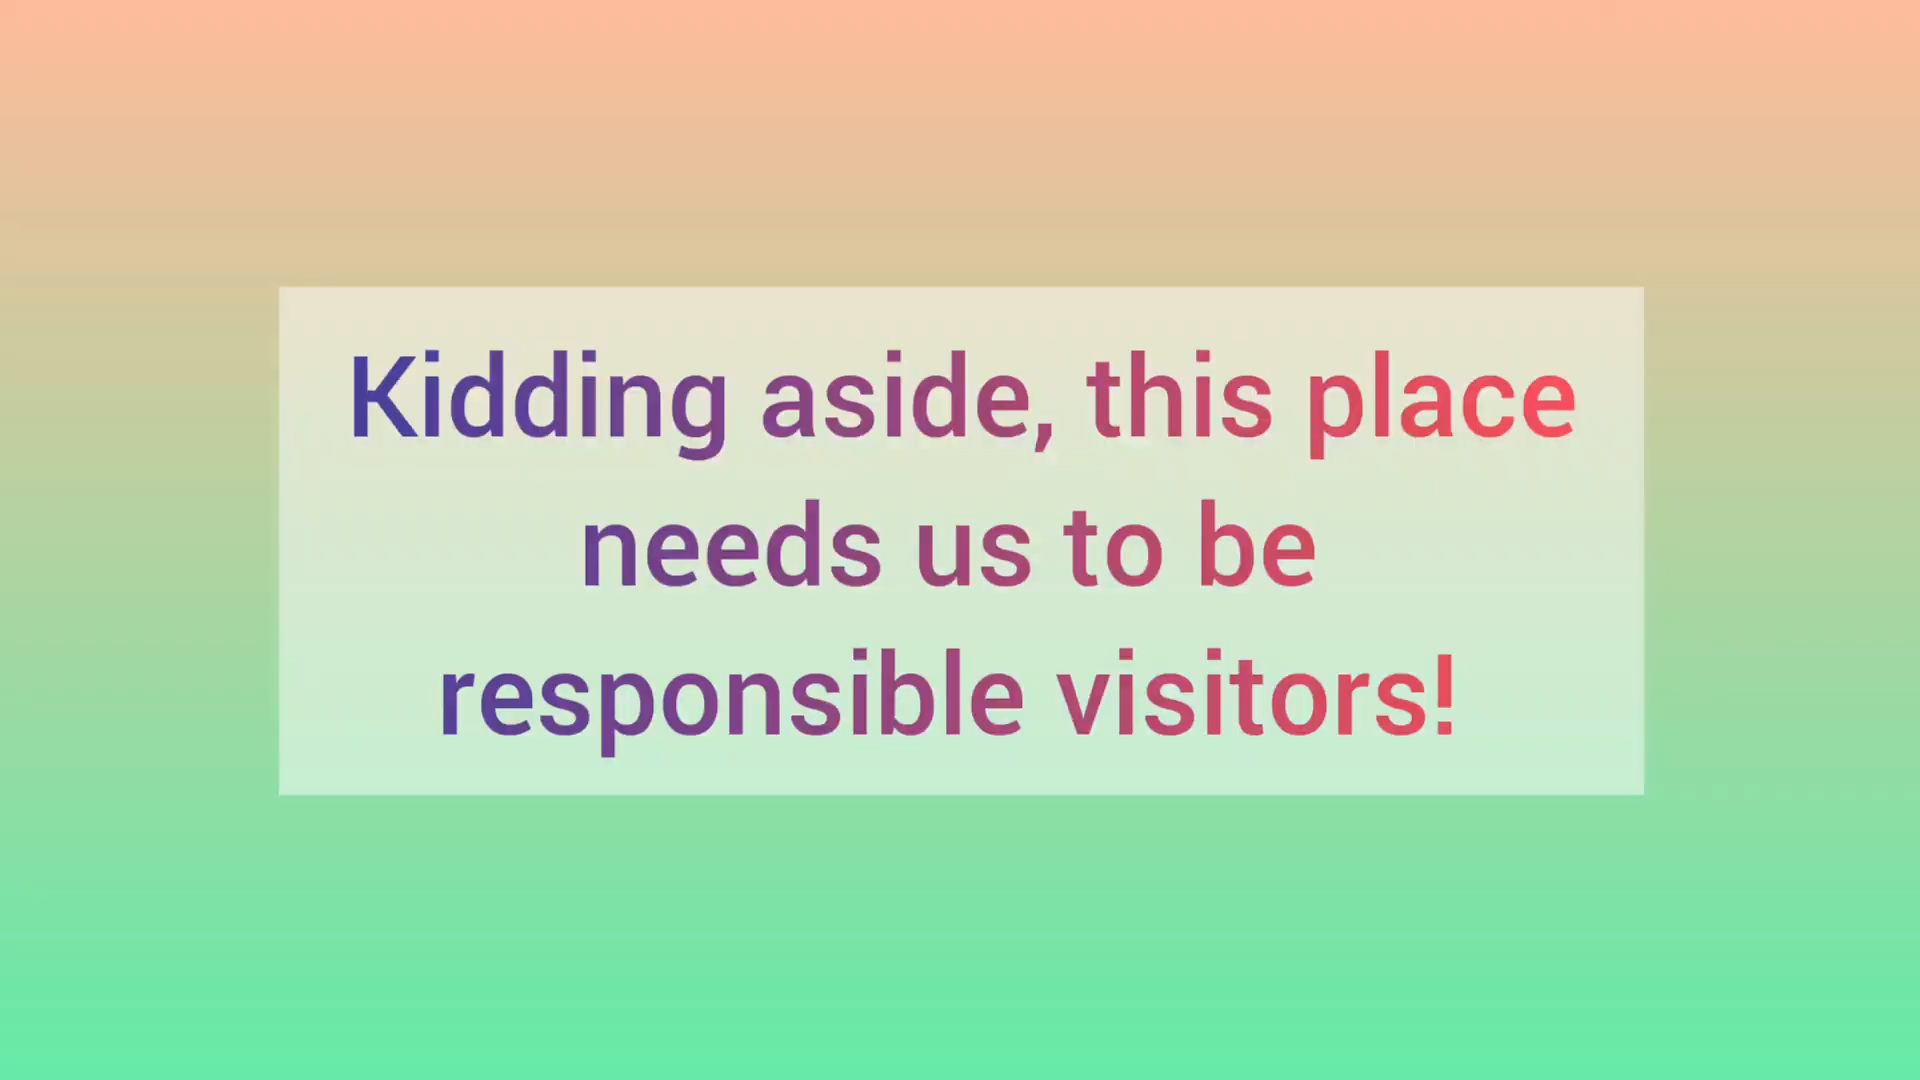 Kidding aside, this place
needs us to be
responsible visitors!